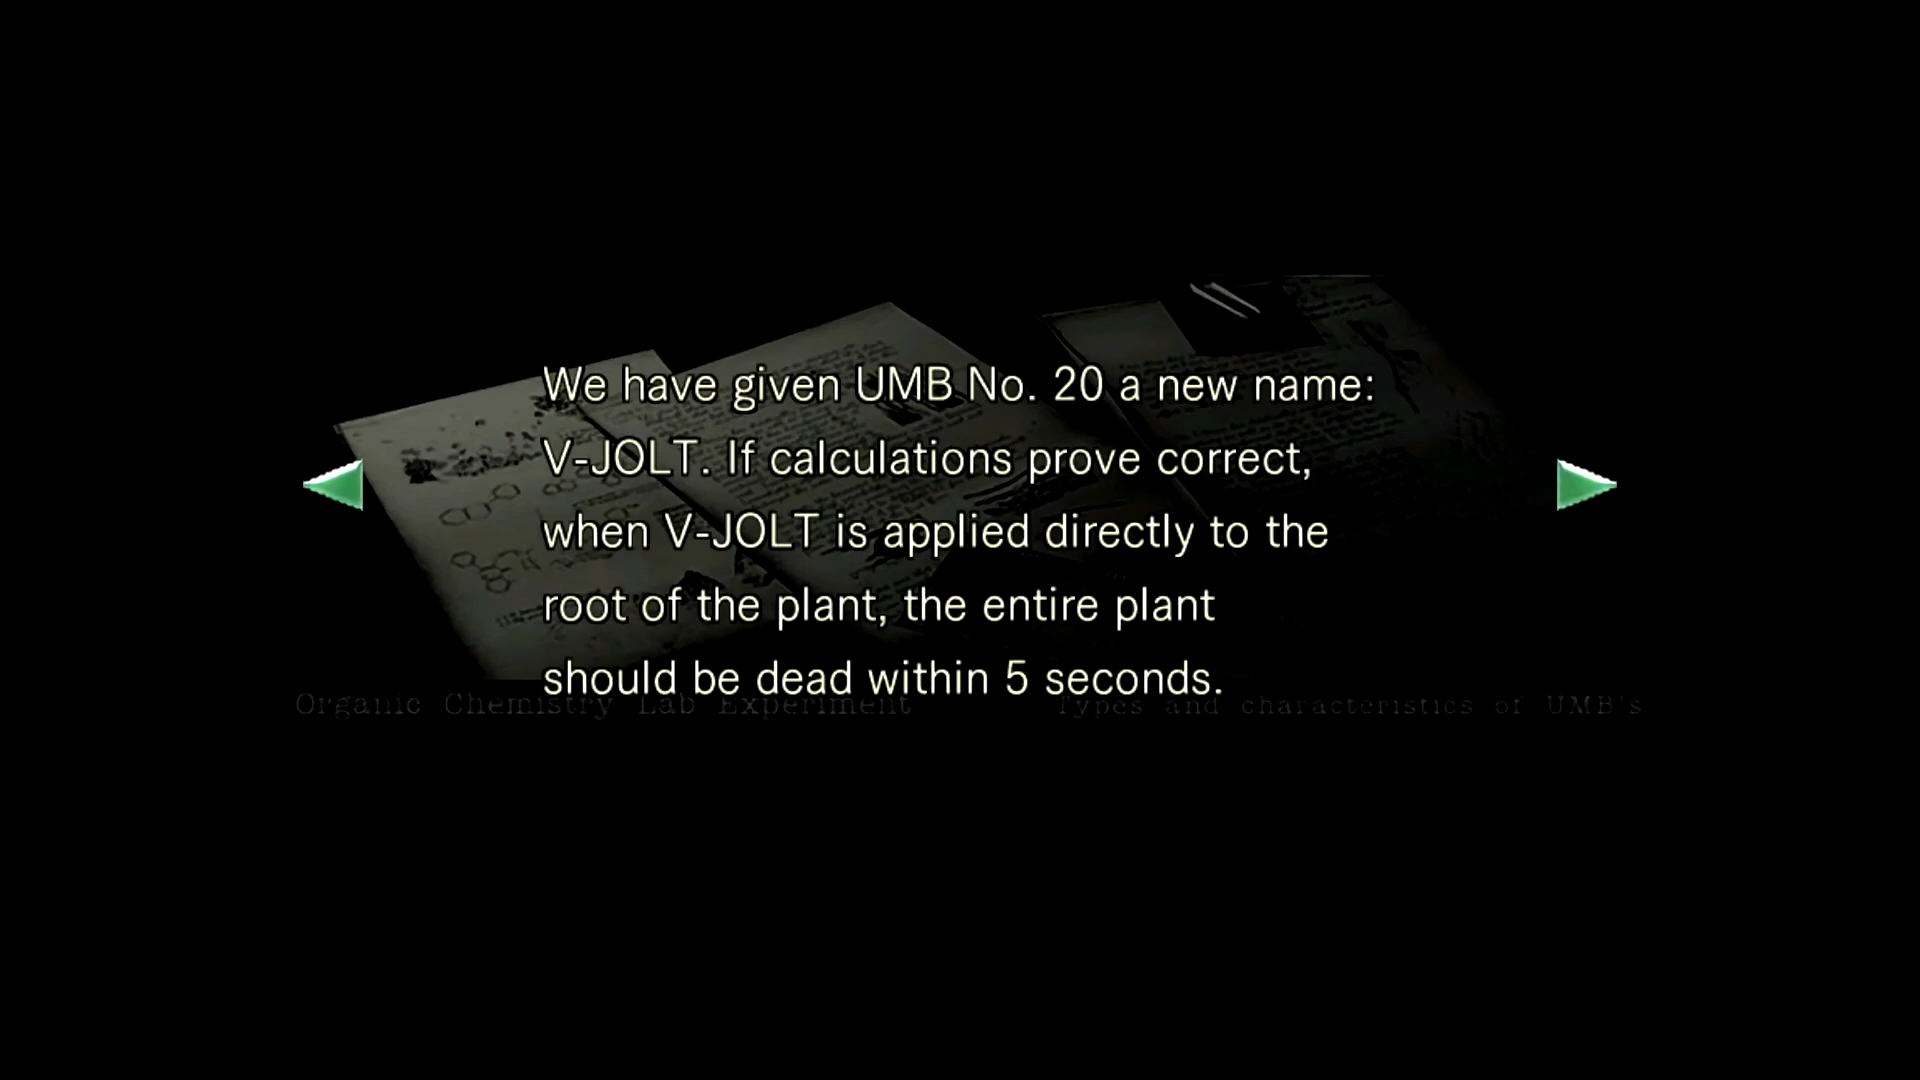 We have given UMB No. 20 a new name:
V-JOLT. If calculations prove correct,
when V-JOLT is applied directly to the
root of the plant, the entire plant
should be dead within 5 seconds.
Organic Chemistry Lab Experiment
Types and characteristics of UMB's